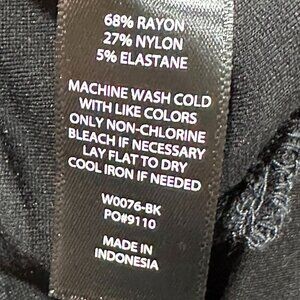 68% RAYON
27% NYLON
5% ELASTANE
MACHINE WASH COLD
WITH LIKE COLORS
ONLY NON-CHLORINE
BLEACH IF NECESSARY
LAY FLAT TO DRY
COOL IRON IF NEEDED
W0076-BK
PO#9110
MADE IN
INDONESIA